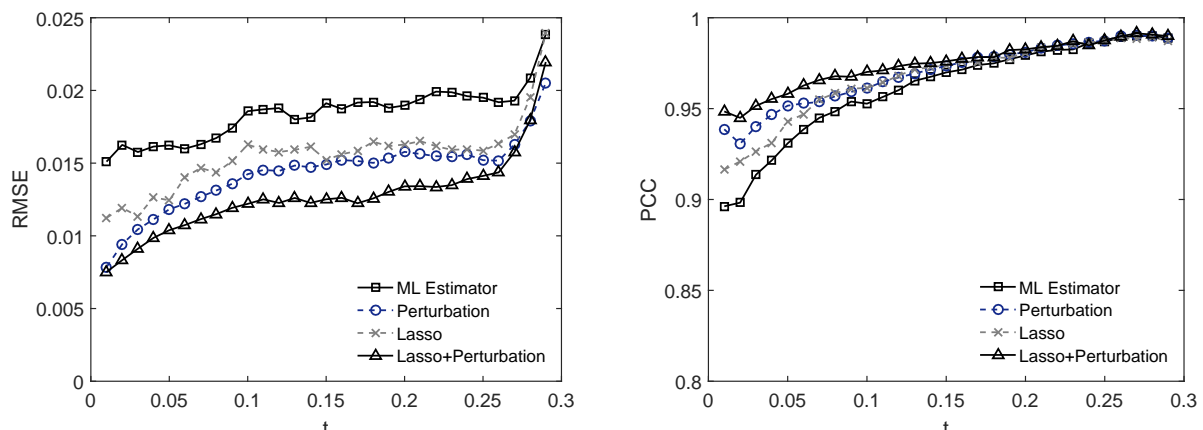 0.025
0.02
0.015
0.01
0.005
0
RMSE
ML Estimator
Perturbation
Lasso
Lasso+Perturbation
0 0.05 0.1 0.15 0.2 0.25 0.3
t
1
0.95
0.9
0.85
0.8
PCC
ML Estimator
Perturbation
Lasso
Lasso+Perturbation
0 0.05 0.1 0.15 0.2 0.25 0.3
t